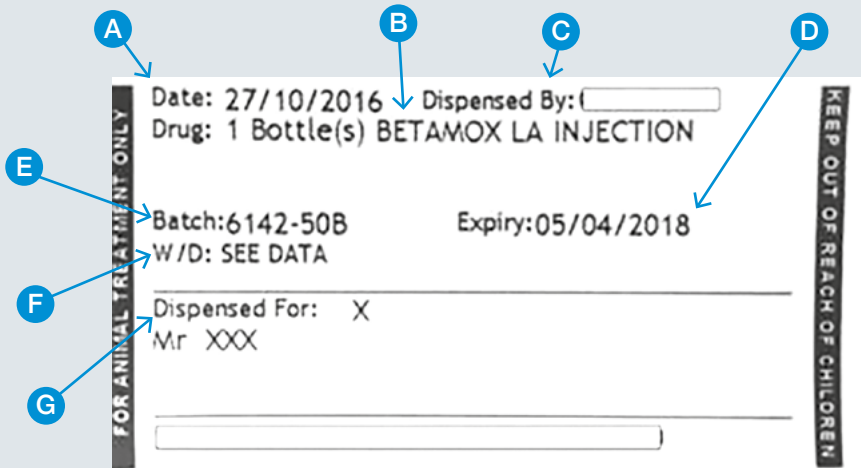 A
B
C
D
Date: 27/10/2016 Dispensed By:
Drug: 1 Bottle(s) BETAMOX LA INJECTION
E
Batch:6142-50B Expiry:05/04/2018
W/D: SEE DATA
F
Dispensed For: X
Mr XXX
G
FOR ANIMAL TREATMENT ONLY
KEEP OUT OF REACH OF CHILDREN